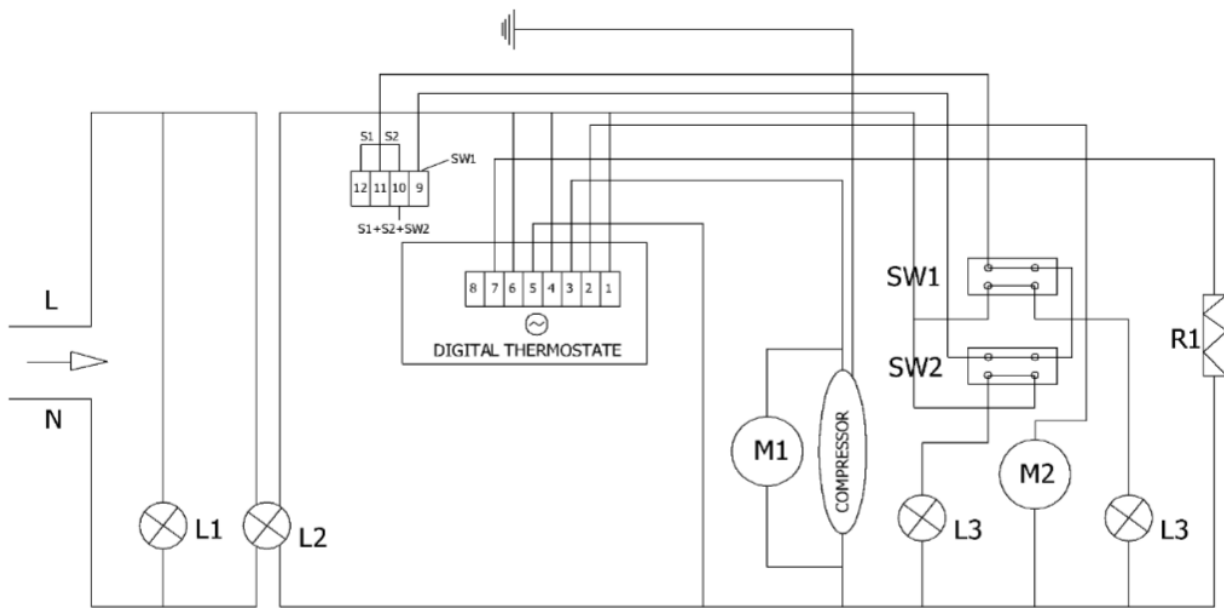 S1 S2
SW1
12 11 10 9
S1+S2+SW2
SW1
L
8 7 6 5 4 3 2 1
R1
DIGITAL THERMOSTATE
SW2
N
M1
COMPRESSOR
M2
L1
L2
L3
L3